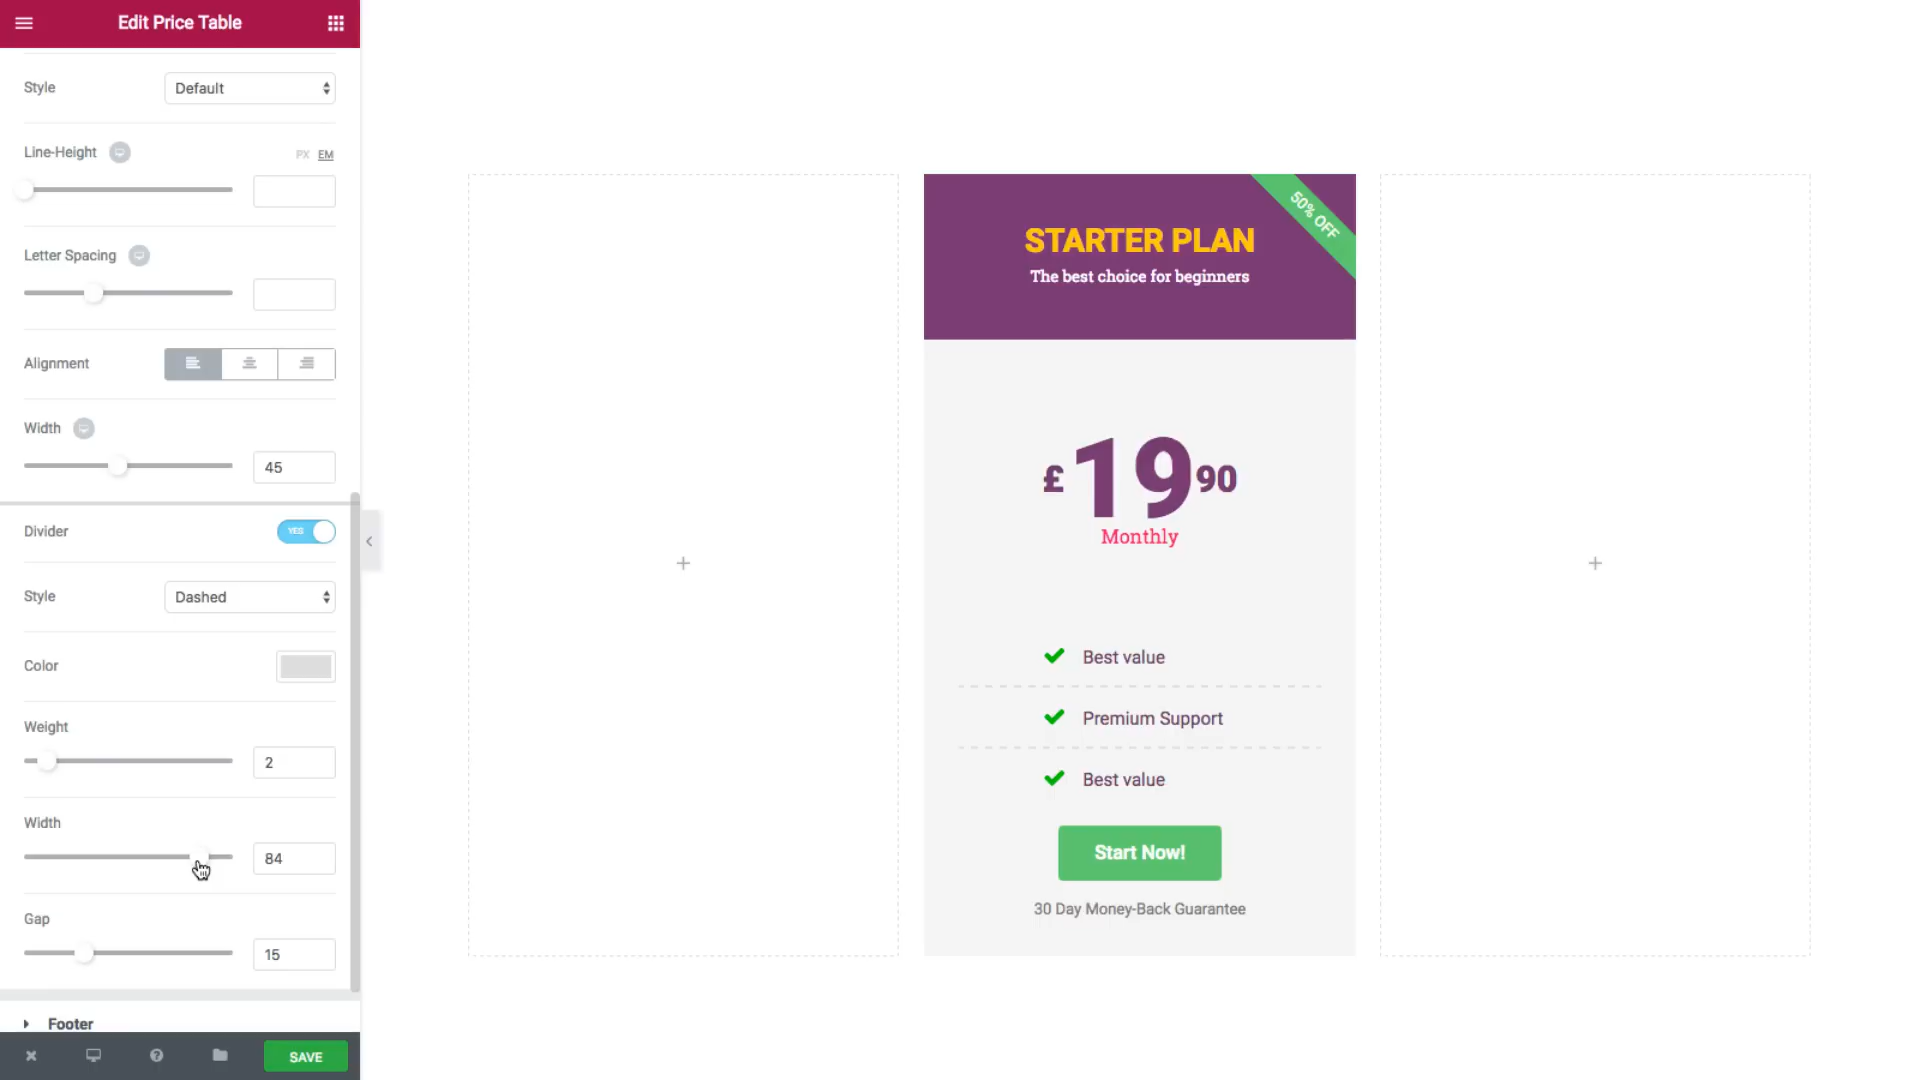 Edit Price Table
Style
Default
Line-Height
PX EM
Letter Spacing
Alignment
Width
45
Divider
YES
Style
Dashed
Color
Weight
2
Width
84
Gap
15
Footer
SAVE
50% OFF
STARTER PLAN
The best choice for beginners
£1990
Monthly
Best value
Premium Support
Best value
Start Now!
30 Day Money-Back Guarantee